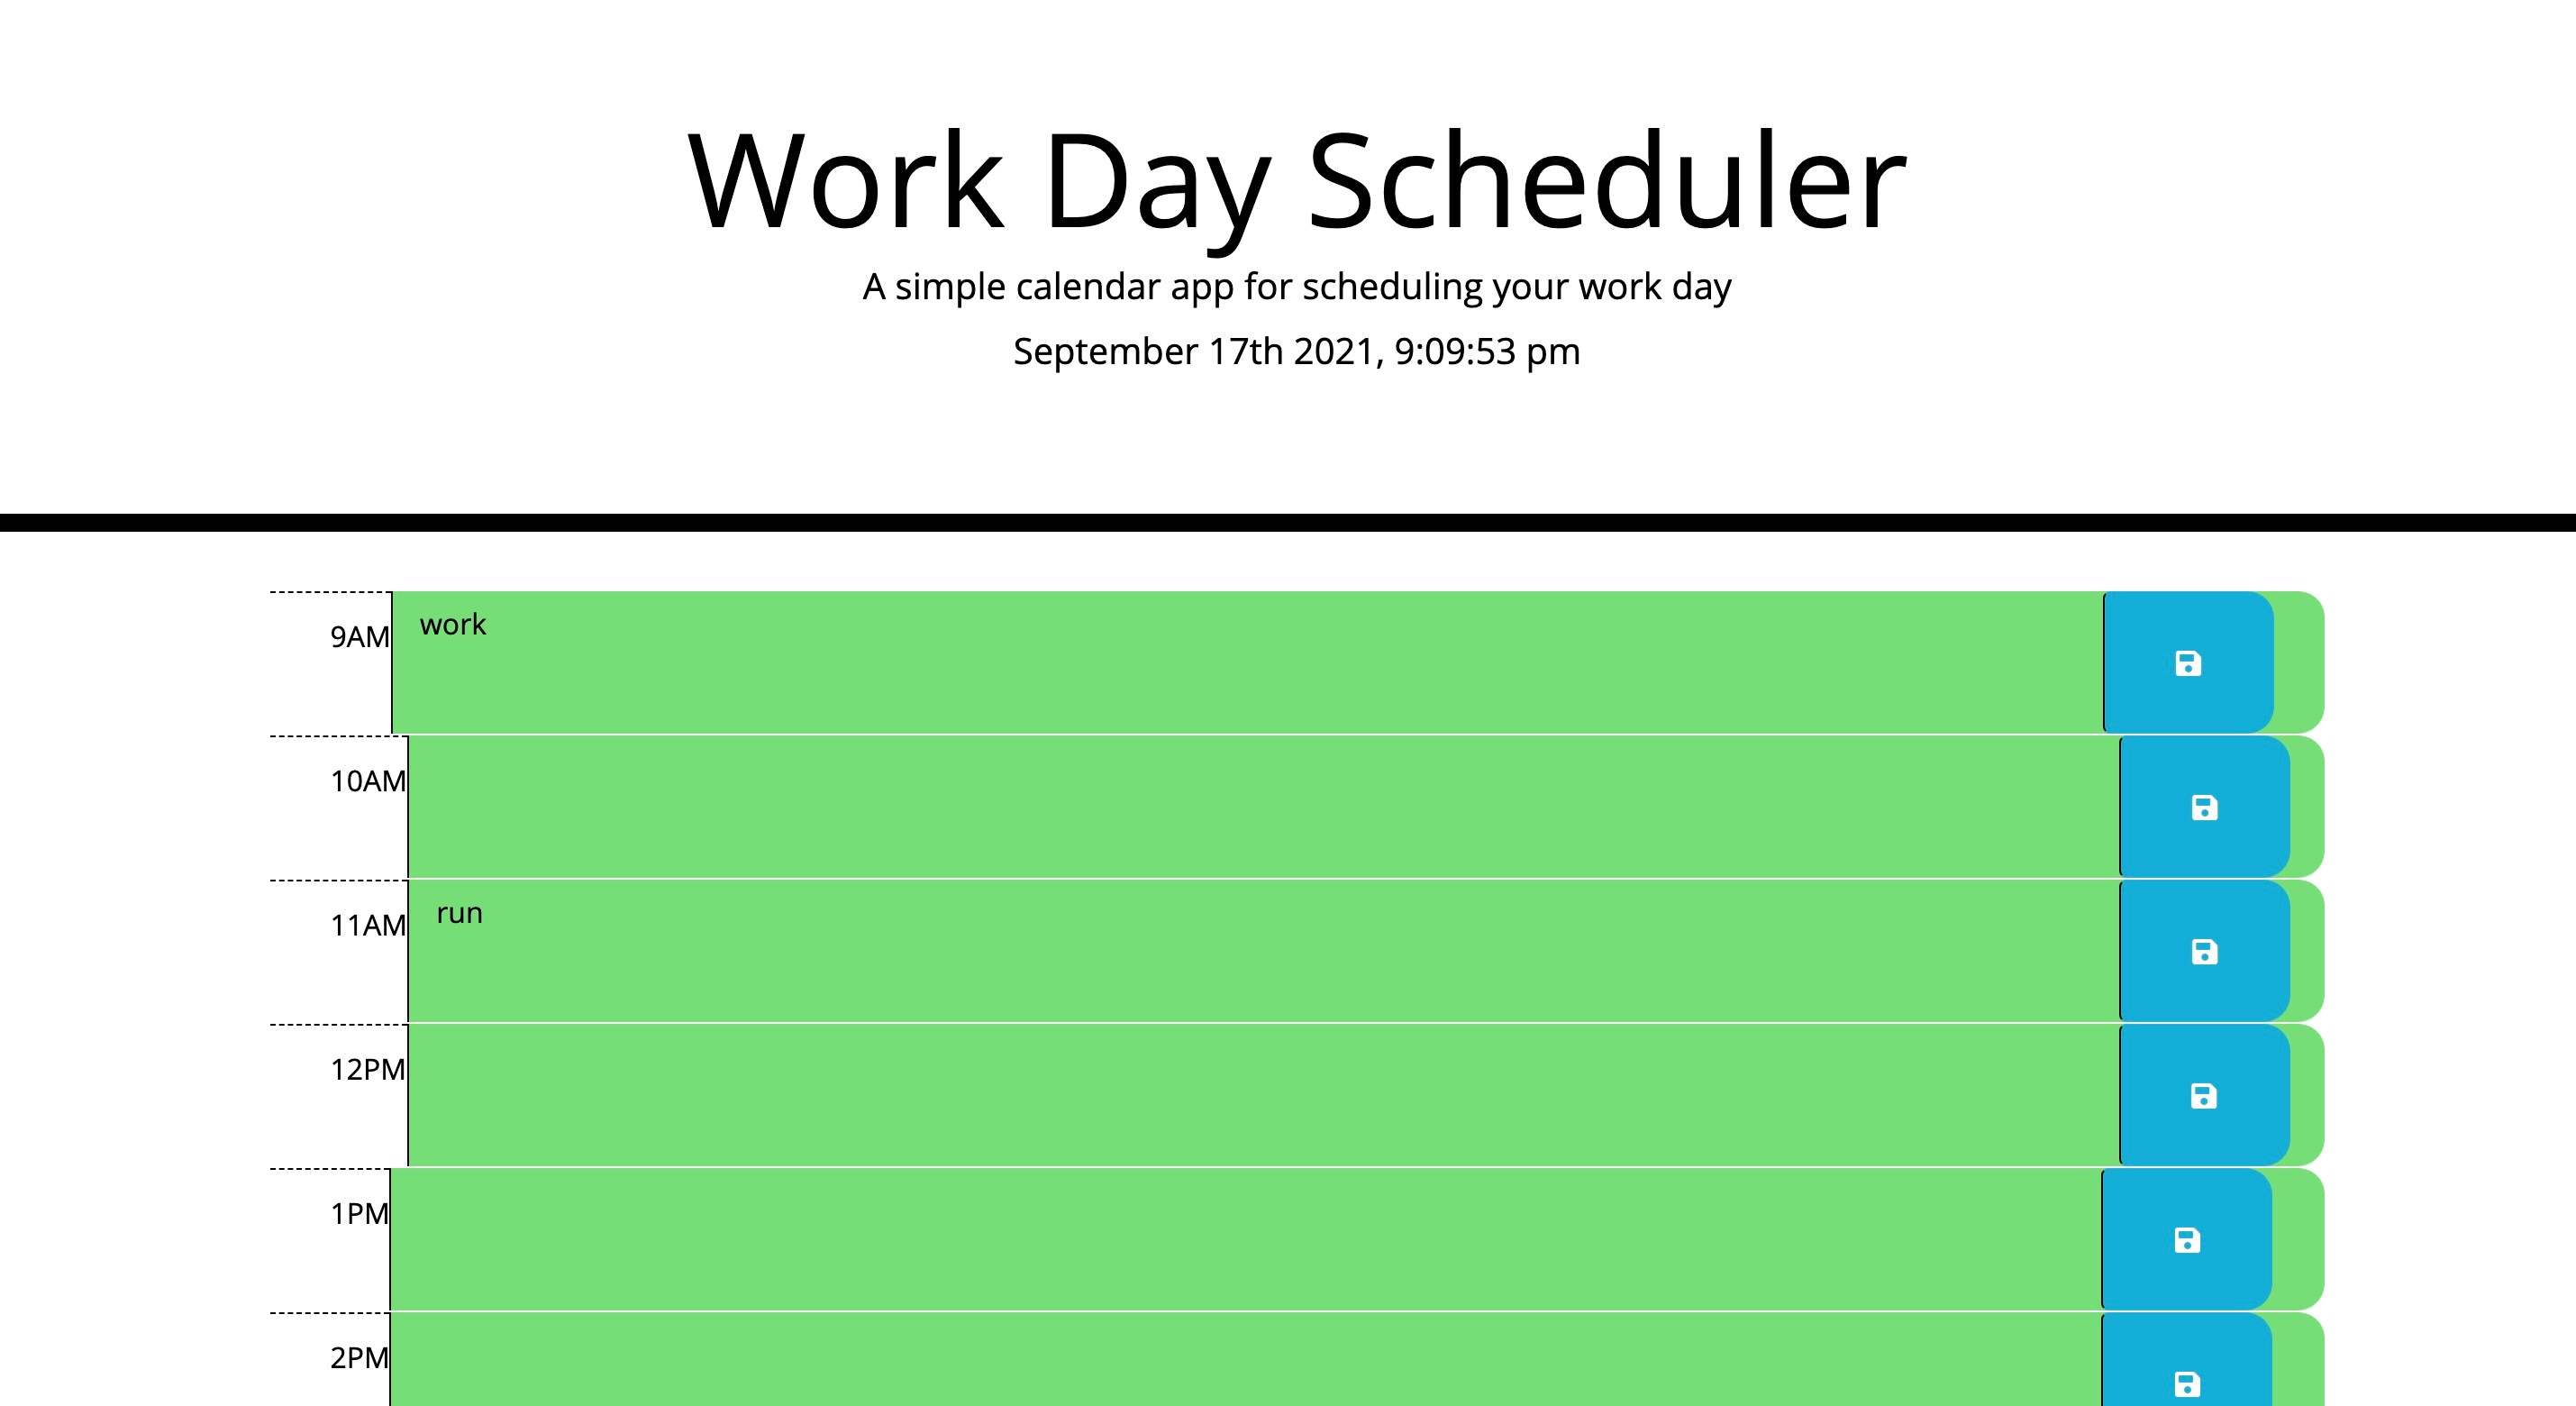 Work Day Scheduler
A simple calendar app for scheduling your work day
September 17th 2021, 9:09:53 pm
9AM work
10AM
11AM run
12PM
1PM
2PM